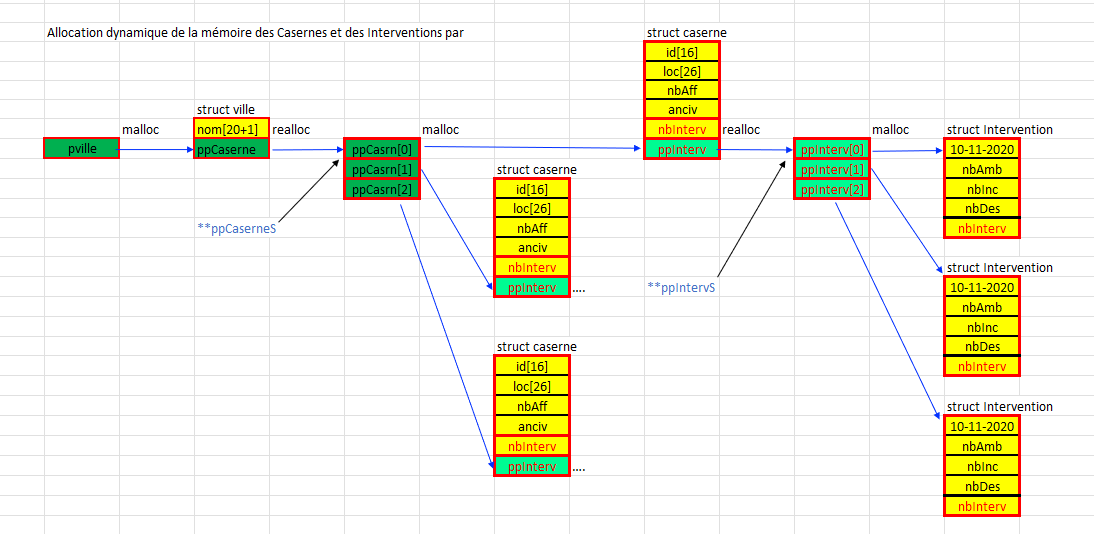 Allocation dynamique de la mémoire des Casernes et des Interventions par
struct caserne
id[16]
loc[26]
nbAff
anciv
nbInterv
ppInterv
struct ville
nom[20+1]
ppCaserne
malloc
realloc
malloc
realloc
malloc
pville
ppCasrn[0]
ppCasrn[1]
ppCasrn[2]
**ppCaserneS
struct caserne
id[16]
loc[26]
nbAff
anciv
nbInterv
ppInterv
....
struct caserne
id[16]
loc[26]
nbAff
anciv
nbInterv
ppInterv
....
ppInterv[0]
ppInterv[1]
ppInterv[2]
**ppIntervS
struct Intervention
10-11-2020
nbAmb
nbInc
nbDes
nbInterv
struct Intervention
10-11-2020
nbAmb
nbInc
nbDes
nbInterv
struct Intervention
10-11-2020
nbAmb
nbInc
nbDes
nbInterv